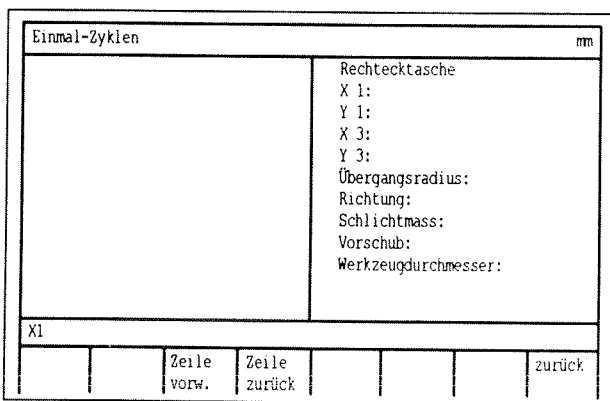 Einmal-Zyklen mm
Rechtecktasche
X 1:
Y 1:
X 3:
Y 3:
Übergangsradius:
Richtung:
Schlichtmass:
Vorschub:
Werkzeugdurchmesser:
X1
Zeile vorw.
Zeile zurück
zurück